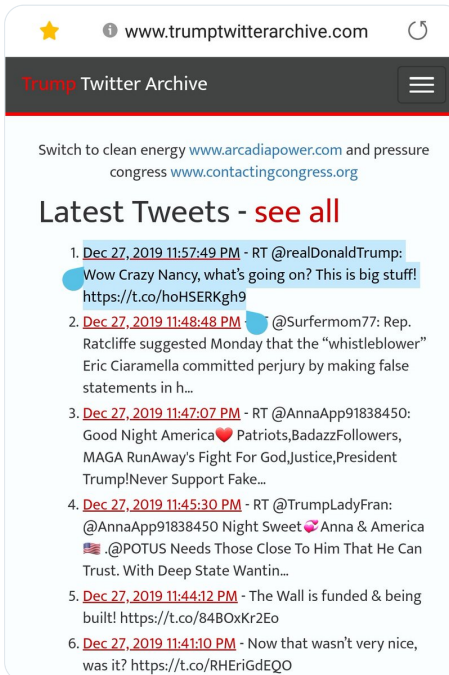 www.trumptwitterarchive.com
Trump Twitter Archive
Switch to clean energy www.arcadiapower.com and pressure
congress www.contactingcongress.org
Latest Tweets - see all
1. Dec 27, 2019 11:57:49 PM - RT @realDonaldTrump:
Wow Crazy Nancy, what's going on? This is big stuff!
https://t.co/hoHSERKgh9
2. Dec 27, 2019 11:48:48 PM - @Surfermom77: Rep.
Ratcliffe suggested Monday that the “whistleblower”
Eric Ciaramella committed perjury by making false
statements in h...
3. Dec 27, 2019 11:47:07 PM - RT @AnnaApp91838450:
Good Night America❤️ Patriots,BadazzFollowers,
MAGA RunAway's Fight For God,Justice,President
Trump!Never Support Fake...
4. Dec 27, 2019 11:45:30 PM - RT @TrumpLadyFran:
@AnnaApp91838450 Night Sweet💞Anna & America
🇺🇸 .@POTUS Needs Those Close To Him That He Can
Trust. With Deep State Wantin...
5. Dec 27, 2019 11:44:12 PM - The Wall is funded & being
built! https://t.co/84BOxKr2Eo
6. Dec 27, 2019 11:41:10 PM - Now that wasn't very nice,
was it? https://t.co/RHEriGdEQO